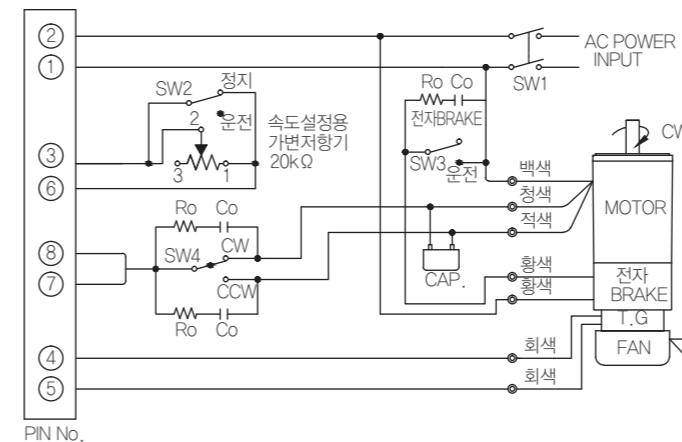 ②
①
③
⑥
⑧
⑦
④
⑤
PIN No.
AC POWER
INPUT
SW1
SW2
정지
운전
2
3
1
속도설정용
가변저항기
20kΩ
Ro Co
전자BRAKE
SW3
운전
Ro Co
SW4
CW
CCW
Ro Co
CAP.
백색
청색
적색
황색
황색
회색
회색
CW
MOTOR
전자
BRAKE
T.G
FAN